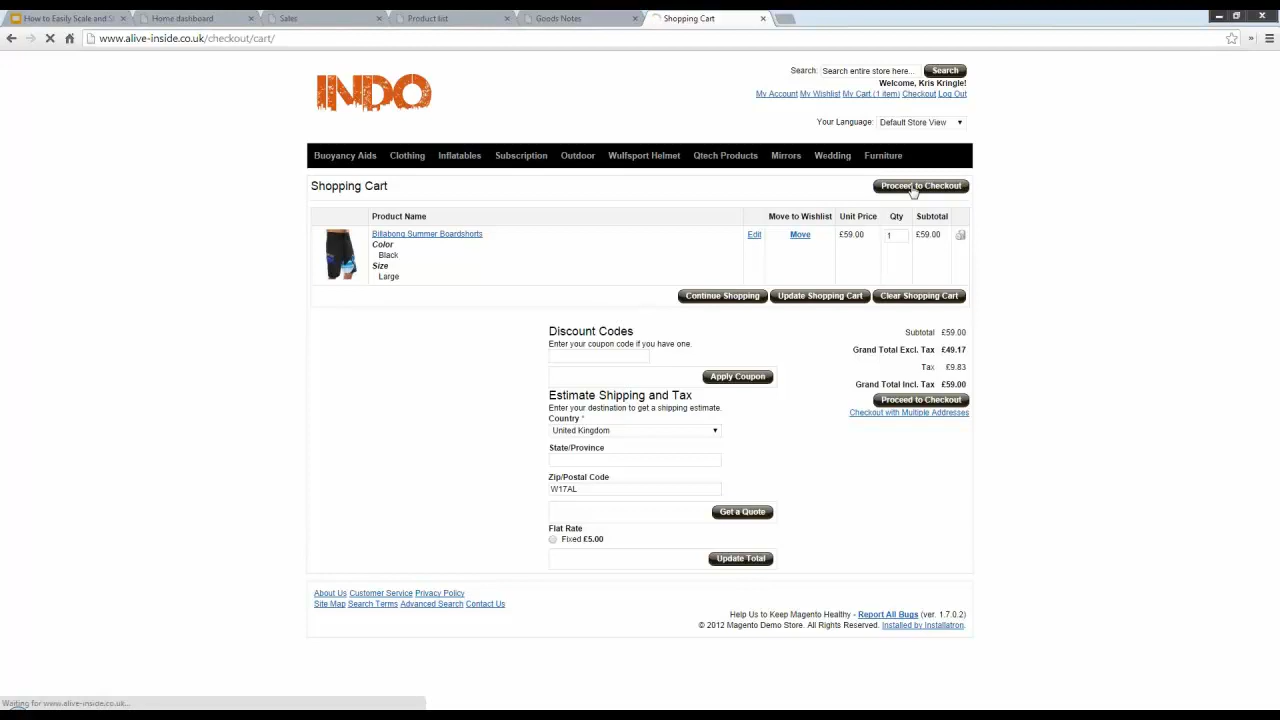 How to Easily Scale and S
Home dashboard
Sales
Product list
Goods Notes
Shopping Cart
www.alive-inside.co.uk/checkout/cart/
INDO
Search: Search entire store here... Search
Welcome, Kris Kringle!
My Account My Wishlist My Cart (1 item) Checkout Log Out
Your Language: Default Store View
Buoyancy Aids Clothing Inflatables Subscription Outdoor Wulfsport Helmet Qtech Products Mirrors Wedding Furniture
Shopping Cart Proceed to Checkout
Product Name Move to Wishlist Unit Price Qty Subtotal
Billabong Summer Boardshorts Edit Move £59.00 1 £59.00
Color
Black
Size
Large
Continue Shopping Update Shopping Cart Clear Shopping Cart
Discount Codes
Enter your coupon code if you have one.
Apply Coupon
Estimate Shipping and Tax
Enter your destination to get a shipping estimate.
Country *
United Kingdom
State/Province
Zip/Postal Code
W17AL
Get a Quote
Flat Rate
Fixed £5.00
Update Total
Subtotal £59.00
Grand Total Excl. Tax £49.17
Tax £9.83
Grand Total Incl. Tax £59.00
Proceed to Checkout
Checkout with Multiple Addresses
About Us Customer Service Privacy Policy
Site Map Search Terms Advanced Search Contact Us
Help Us to Keep Magento Healthy - Report All Bugs (ver. 1.7.0.2)
© 2012 Magento Demo Store. All Rights Reserved. Installed by Installatron.
Waiting for www.alive-inside.co.uk...